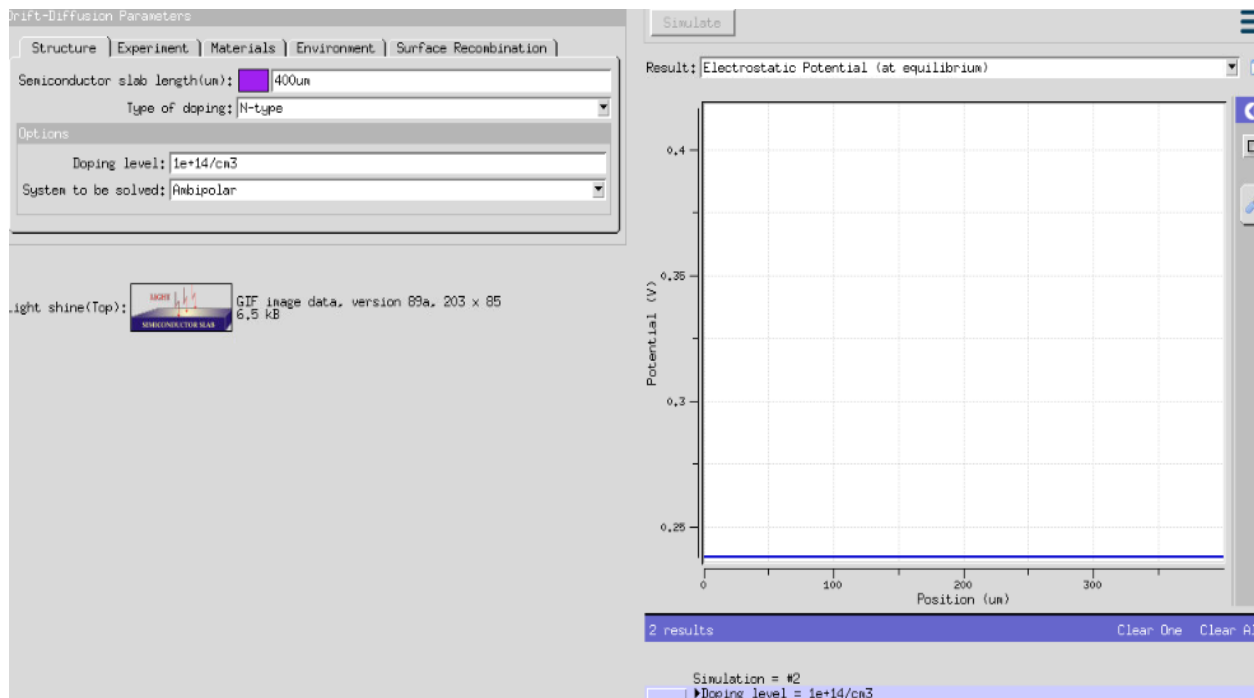 Drift-Diffusion Parameters
Structure
Experiment
Materials
Environment
Surface Recombination
Semiconductor slab length(um):
400um
Type of doping:
N-type
Options
Doping level:
1e+14/cm3
System to be solved:
Ambipolar
Light shine(Top):
LIGHT
SEMICONDUCTOR SLAB
GIF image data, version 89a, 203 x 85
6.5 kB
Simulate
Result:
Electrostatic Potential (at equilibrium)
0.4
0.35
0.3
0.25
Potential (V)
0
100
200
300
Position (um)
2 results
Clear One
Clear Al
Simulation = #2
Doping level = 1e+14/cm3